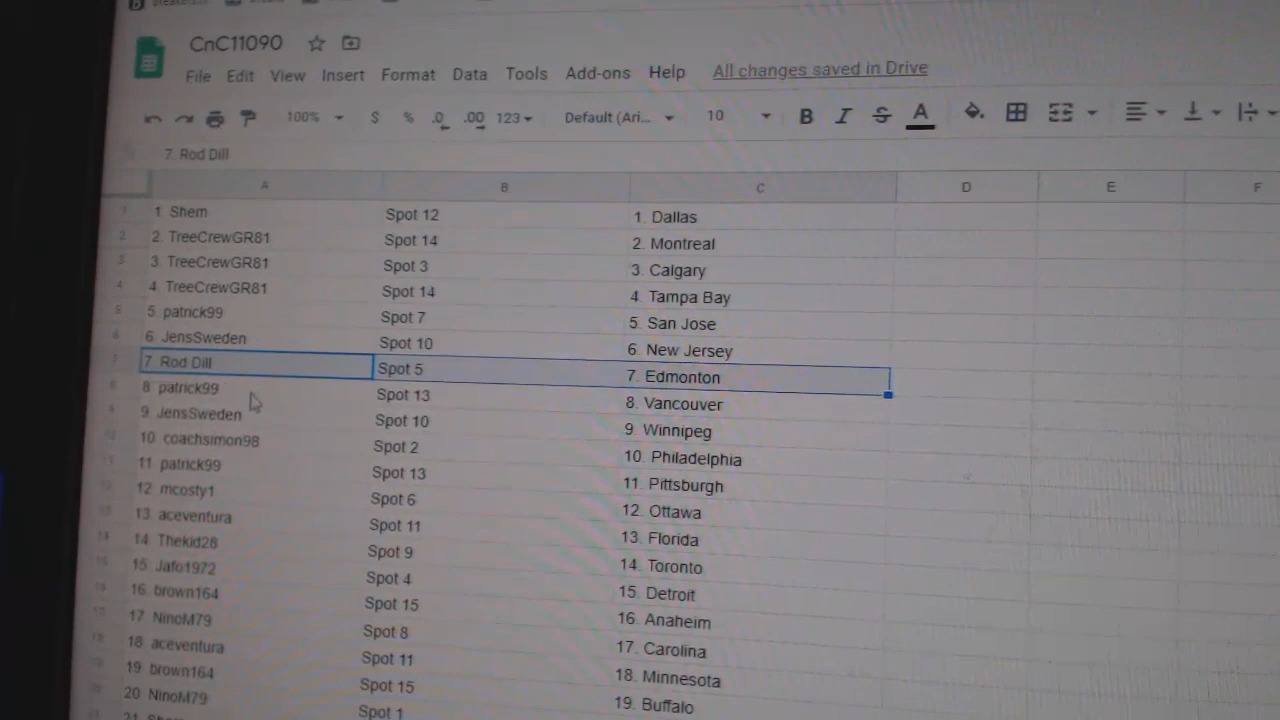 CnC11090
File Edit View Insert Format Data Tools Add-ons Help All changes saved in Drive
100% $ % .0 .00 123 Default (Ari... 10 B I S A
7. Rod Dill
A B C D E F
1. Shem Spot 12 1. Dallas
2. TreeCrewGR81 Spot 14 2. Montreal
3. TreeCrewGR81 Spot 3 3. Calgary
4. TreeCrewGR81 Spot 14 4. Tampa Bay
5. patrick99 Spot 7 5. San Jose
6. JensSweden Spot 10 6. New Jersey
7. Rod Dill Spot 5 7. Edmonton
8. patrick99 Spot 13 8. Vancouver
9. JensSweden Spot 10 9. Winnipeg
10. coachsimon98 Spot 2 10. Philadelphia
11. patrick99 Spot 13 11. Pittsburgh
12. mcosty1 Spot 6 12. Ottawa
13. aceventura Spot 11 13. Florida
14. Thekid28 Spot 9 14. Toronto
15. Jafo1972 Spot 4 15. Detroit
16. brown164 Spot 15 16. Anaheim
17. NinoM79 Spot 8 17. Carolina
18. aceventura Spot 11 18. Minnesota
19. brown164 Spot 15 19. Buffalo
20. NinoM79 Spot 1